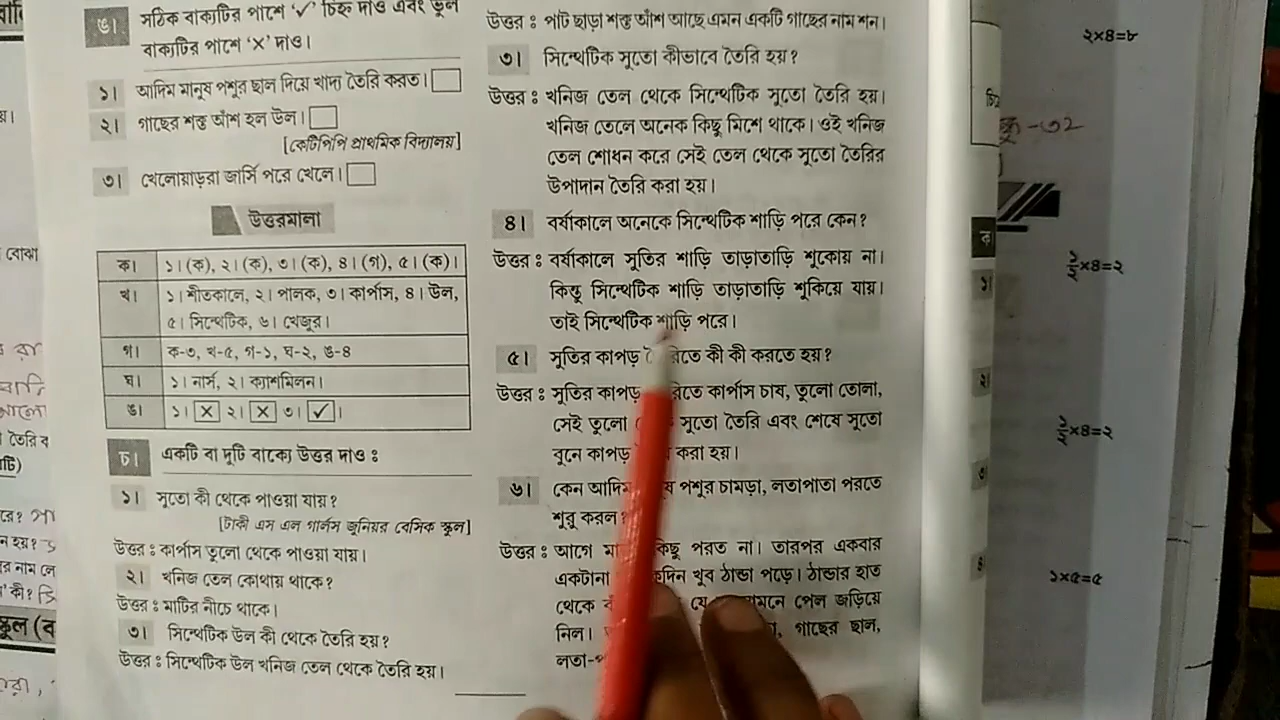 ঙ। সঠিক বাক্যটির পাশে ‘✓’ চিহ্ন দাও এবং ভুল
বাক্যটির পাশে ‘×’ দাও।
১। আদিম মানুষ পশুর ছাল দিয়ে খাদ্য তৈরি করত।
২। গাছের শক্ত আঁশ হল উল।
[কেটিপিপি প্রাথমিক বিদ্যালয়]
৩। খেলোয়াড়রা জার্সি পরে খেলে।
উত্তরমালা
ক। ১। (ক), ২। (ক), ৩। (ক), ৪। (গ), ৫। (ক)।
খ। ১। শীতকালে, ২। পালক, ৩। কার্পাস, ৪। উল,
৫। সিন্থেটিক, ৬। খেজুর।
গ। ক-৩, খ-৫, গ-১, ঘ-২, ঙ-৪
ঘ। ১। নার্স, ২। ক্যাশমিলন।
ঙ। ১। × ২। × ৩। ✓।
চ। একটি বা দুটি বাক্যে উত্তর দাও :
১। সুতো কী থেকে পাওয়া যায়?
[টাকী এস এল গার্লস জুনিয়র বেসিক স্কুল]
উত্তর : কার্পাস তুলো থেকে পাওয়া যায়।
২। খনিজ তেল কোথায় থাকে?
উত্তর : মাটির নীচে থাকে।
৩। সিন্থেটিক উল কী থেকে তৈরি হয়?
উত্তর : সিন্থেটিক উল খনিজ তেল থেকে তৈরি হয়।
উত্তর : পাট ছাড়া শক্ত আঁশ আছে এমন একটি গাছের নাম শন।
৩। সিন্থেটিক সুতো কীভাবে তৈরি হয়?
উত্তর : খনিজ তেল থেকে সিন্থেটিক সুতো তৈরি হয়।
খনিজ তেলে অনেক কিছু মিশে থাকে। ওই খনিজ
তেল শোধন করে সেই তেল থেকে সুতো তৈরির
উপাদান তৈরি করা হয়।
৪। বর্ষাকালে অনেকে সিন্থেটিক শাড়ি পরে কেন?
উত্তর : বর্ষাকালে সুতির শাড়ি তাড়াতাড়ি শুকোয় না।
কিন্তু সিন্থেটিক শাড়ি তাড়াতাড়ি শুকিয়ে যায়।
তাই সিন্থেটিক শাড়ি পরে।
৫। সুতির কাপড় তৈরিতে কী কী করতে হয়?
উত্তর : সুতির কাপড় রিতে কার্পাস চাষ, তুলো তোলা,
সেই তুলো সুতো তৈরি এবং শেষে সুতো
বুনে কাপড় করা হয়।
৬। কেন আদিম পশুর চামড়া, লতাপাতা পরতে
শুরু করল?
উত্তর : আগে কিছু পরত না। তারপর একবার
একটানা দিন খুব ঠান্ডা পড়ে। ঠান্ডার হাত
থেকে যে সামনে পেল জড়িয়ে
নিল। গাছের ছাল,
লতা-
২×৪=৮
-৩২
১/২×৪=২
১/২×৪=২
১×৫=৫